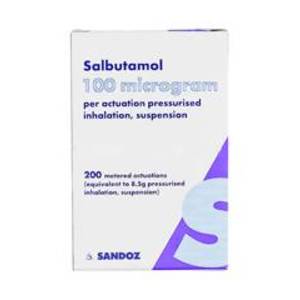 Salbutamol
100 microgram
per actuation pressurised
inhalation, suspension
200 metered actuations
(equivalent to 8.5g pressurised
inhalation, suspension)
SANDOZ